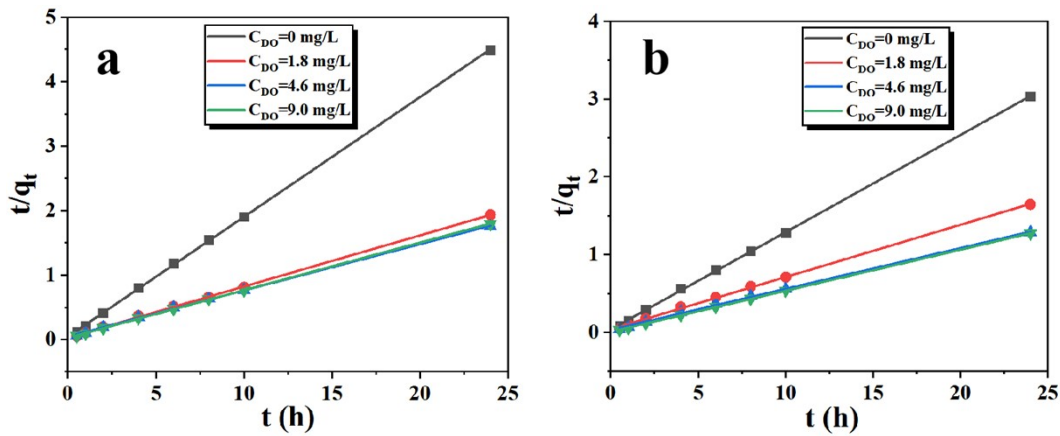 a
C_DO=0 mg/L
C_DO=1.8 mg/L
C_DO=4.6 mg/L
C_DO=9.0 mg/L
5
4
3
2
1
0
t/q_t
0 5 10 15 20 25
t (h)
b
C_DO=0 mg/L
C_DO=1.8 mg/L
C_DO=4.6 mg/L
C_DO=9.0 mg/L
4
3
2
1
0
t/q_t
0 5 10 15 20 25
t (h)